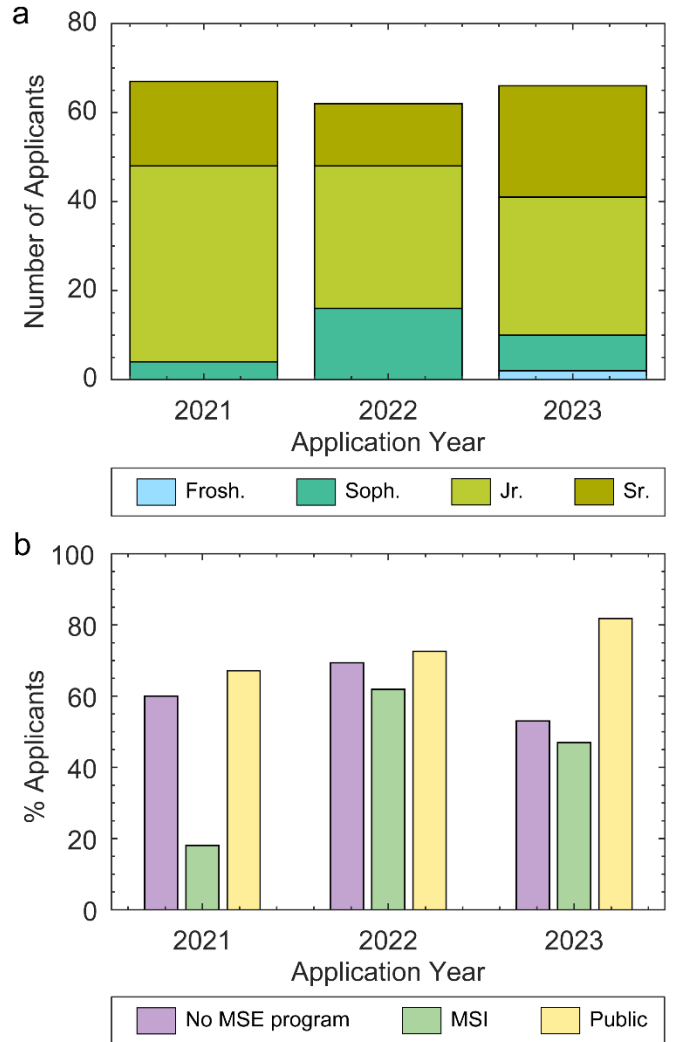 a
Number of Applicants
80
60
40
20
0
2021 2022 2023
Application Year
Frosh. Soph. Jr. Sr.
b
% Applicants
100
80
60
40
20
0
2021 2022 2023
Application Year
No MSE program MSI Public